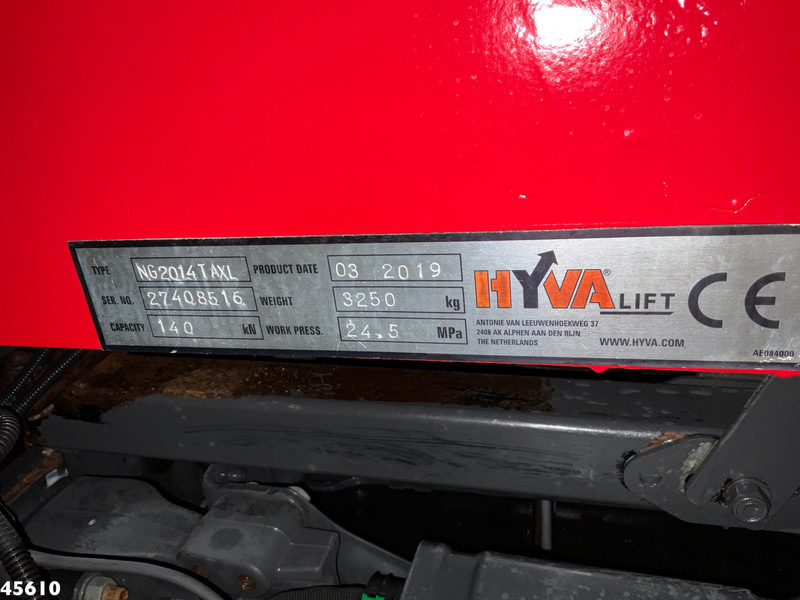 TYPE NG2014TAXL PRODUCT DATE 03 2019
SER. NO. 27408516 WEIGHT 3250 kg
CAPACITY 140 kN WORK PRESS. 24.5 MPa
HYVA® LIFT
ANTONIE VAN LEEUWENHOEKWEG 37
2408 AK ALPHEN AAN DEN RIJN
THE NETHERLANDS WWW.HYVA.COM
CE
AE084000
45610